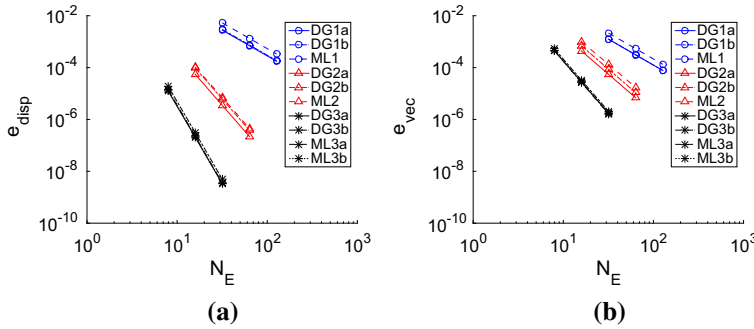 10^-2
10^-4
10^-6
10^-8
10^-10
e_disp
10^0
10^1
10^2
10^3
N_E
DG1a
DG1b
ML1
DG2a
DG2b
ML2
DG3a
DG3b
ML3a
ML3b
(a)
10^-2
10^-4
10^-6
10^-8
10^-10
e_vec
10^0
10^1
10^2
10^3
N_E
DG1a
DG1b
ML1
DG2a
DG2b
ML2
DG3a
DG3b
ML3a
ML3b
(b)